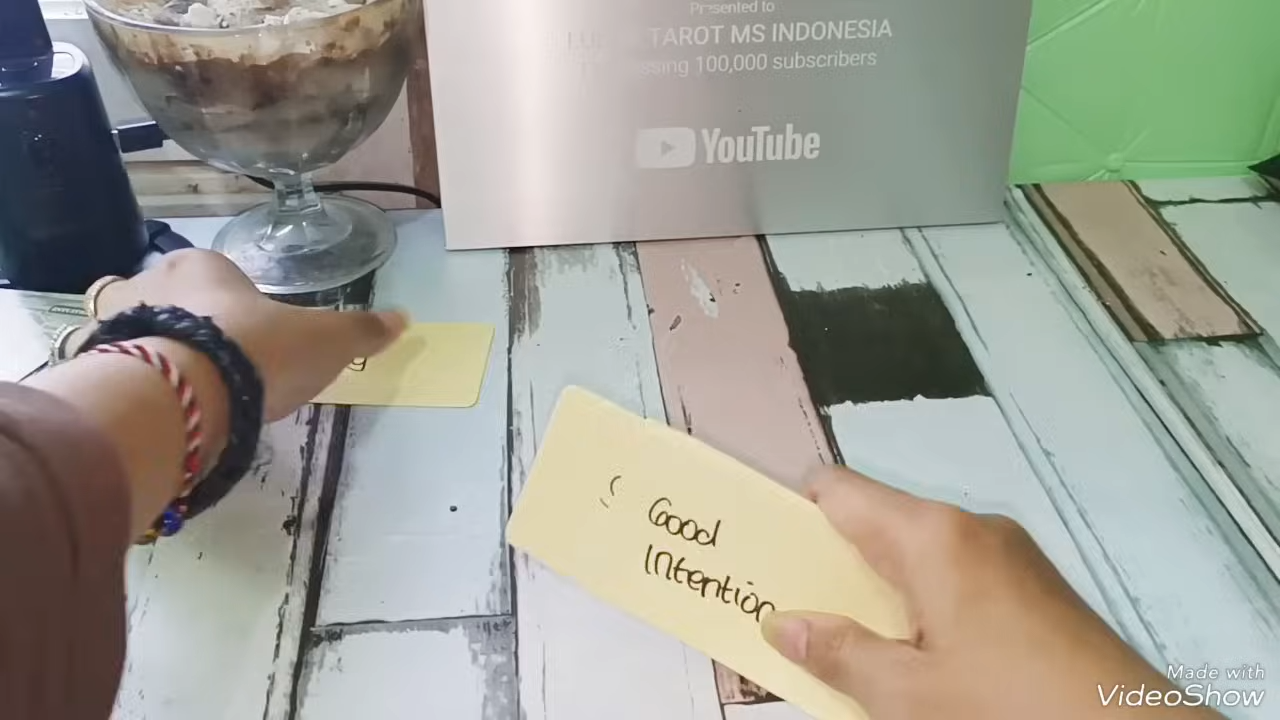 Presented to
TAROT MS INDONESIA
100,000 subscribers
YouTube
Good
Intention
Made with
VideoShow